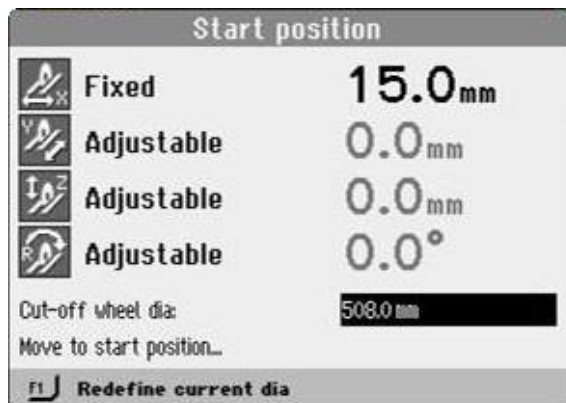 Start position
X Fixed 15.0mm
Y Adjustable 0.0mm
Z Adjustable 0.0mm
R Adjustable 0.0°
Cut-off wheel dia: 508.0 mm
Move to start position...
F1 Redefine current dia